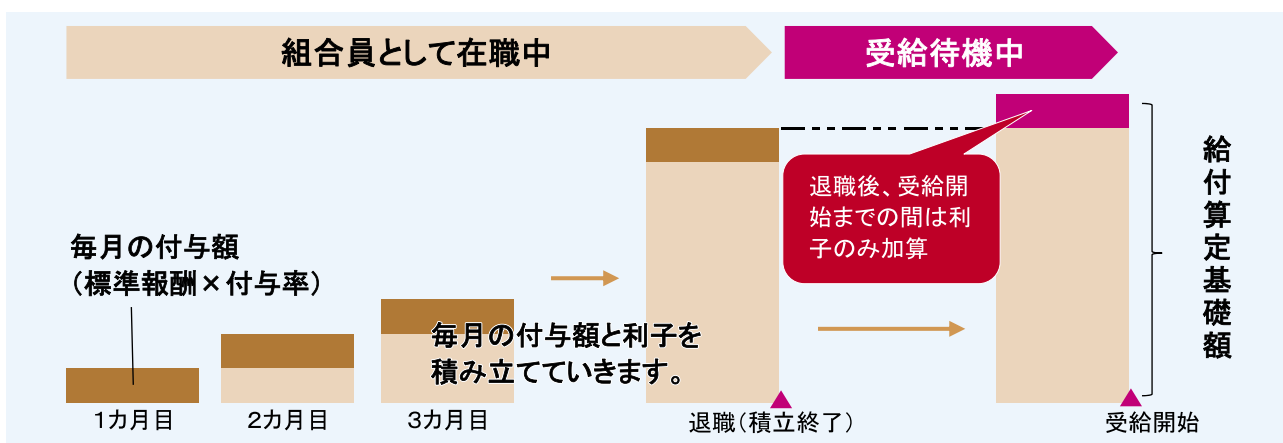 組合員として在職中
受給待機中
毎月の付与額
（標準報酬×付与率）
毎月の付与額と利子を
積み立てていきます。
退職後、受給開
始までの間は利
子のみ加算
給付算定基礎額
1カ月目
2カ月目
3カ月目
退職（積立終了）
受給開始